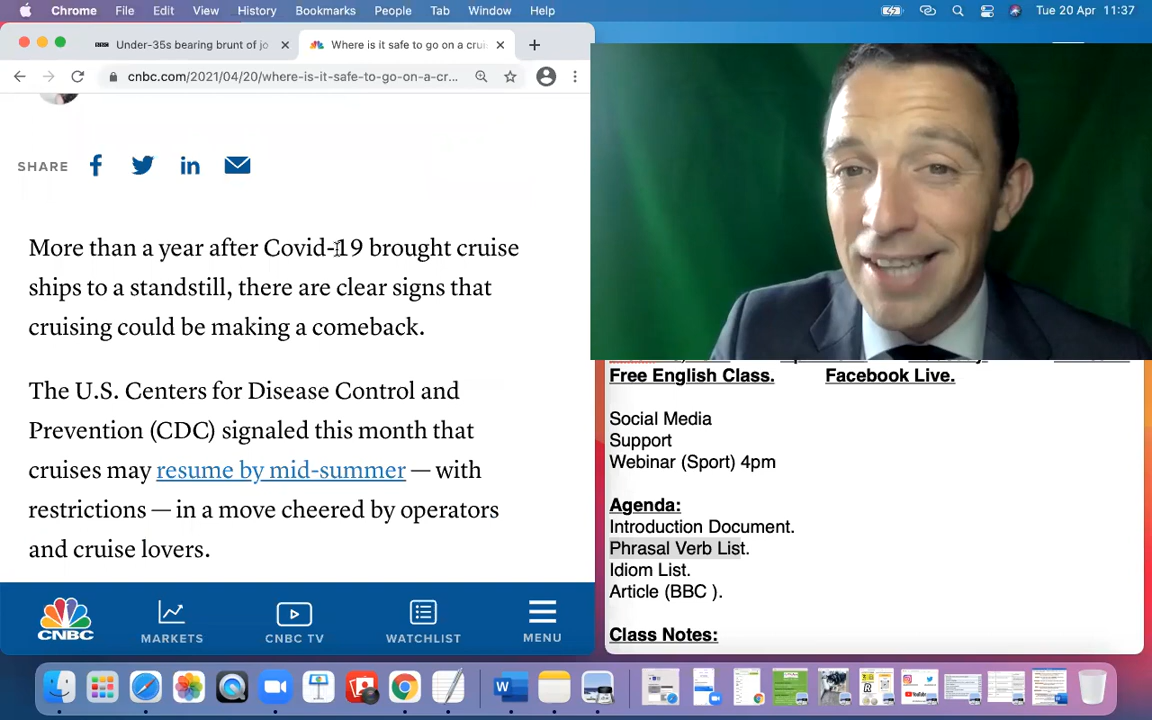 Chrome File Edit View History Bookmarks People Tab Window Help Tue 20 Apr 11:37
Under-35s bearing brunt of jo
Where is it safe to go on a crui
cnbc.com/2021/04/20/where-is-it-safe-to-go-on-a-cr...
SHARE
More than a year after Covid-19 brought cruise
ships to a standstill, there are clear signs that
cruising could be making a comeback.
The U.S. Centers for Disease Control and
Prevention (CDC) signaled this month that
cruises may resume by mid-summer — with
restrictions — in a move cheered by operators
and cruise lovers.
CNBC
MARKETS
CNBC TV
WATCHLIST
MENU
Free English Class. Facebook Live.
Social Media
Support
Webinar (Sport) 4pm
Agenda:
Introduction Document.
Phrasal Verb List.
Idiom List.
Article (BBC ).
Class Notes: